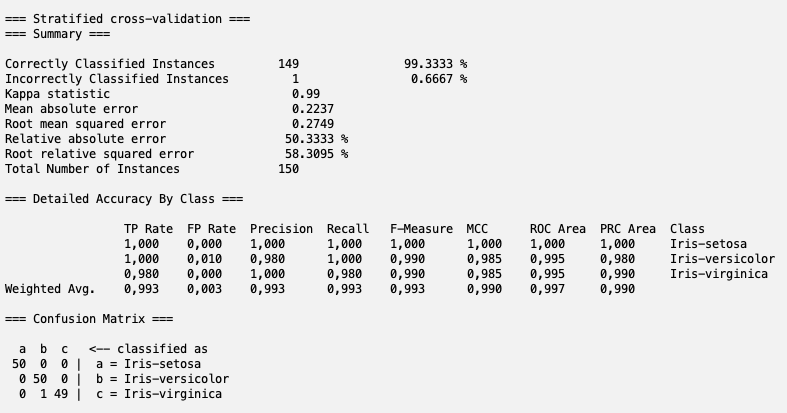 === Stratified cross-validation ===
=== Summary ===

Correctly Classified Instances         149               99.3333 %
Incorrectly Classified Instances         1                0.6667 %
Kappa statistic                          0.99
Mean absolute error                      0.2237
Root mean squared error                  0.2749
Relative absolute error                 50.3333 %
Root relative squared error             58.3095 %
Total Number of Instances              150

=== Detailed Accuracy By Class ===

                 TP Rate  FP Rate  Precision  Recall   F-Measure  MCC      ROC Area  PRC Area  Class
                 1,000    0,000    1,000      1,000    1,000      1,000    1,000     1,000     Iris-setosa
                 1,000    0,010    0,980      1,000    0,990      0,985    0,995     0,980     Iris-versicolor
                 0,980    0,000    1,000      0,980    0,990      0,985    0,995     0,990     Iris-virginica
Weighted Avg.    0,993    0,003    0,993      0,993    0,993      0,990    0,997     0,990

=== Confusion Matrix ===

  a  b  c   <-- classified as
 50  0  0 |  a = Iris-setosa
  0 50  0 |  b = Iris-versicolor
  0  1 49 |  c = Iris-virginica